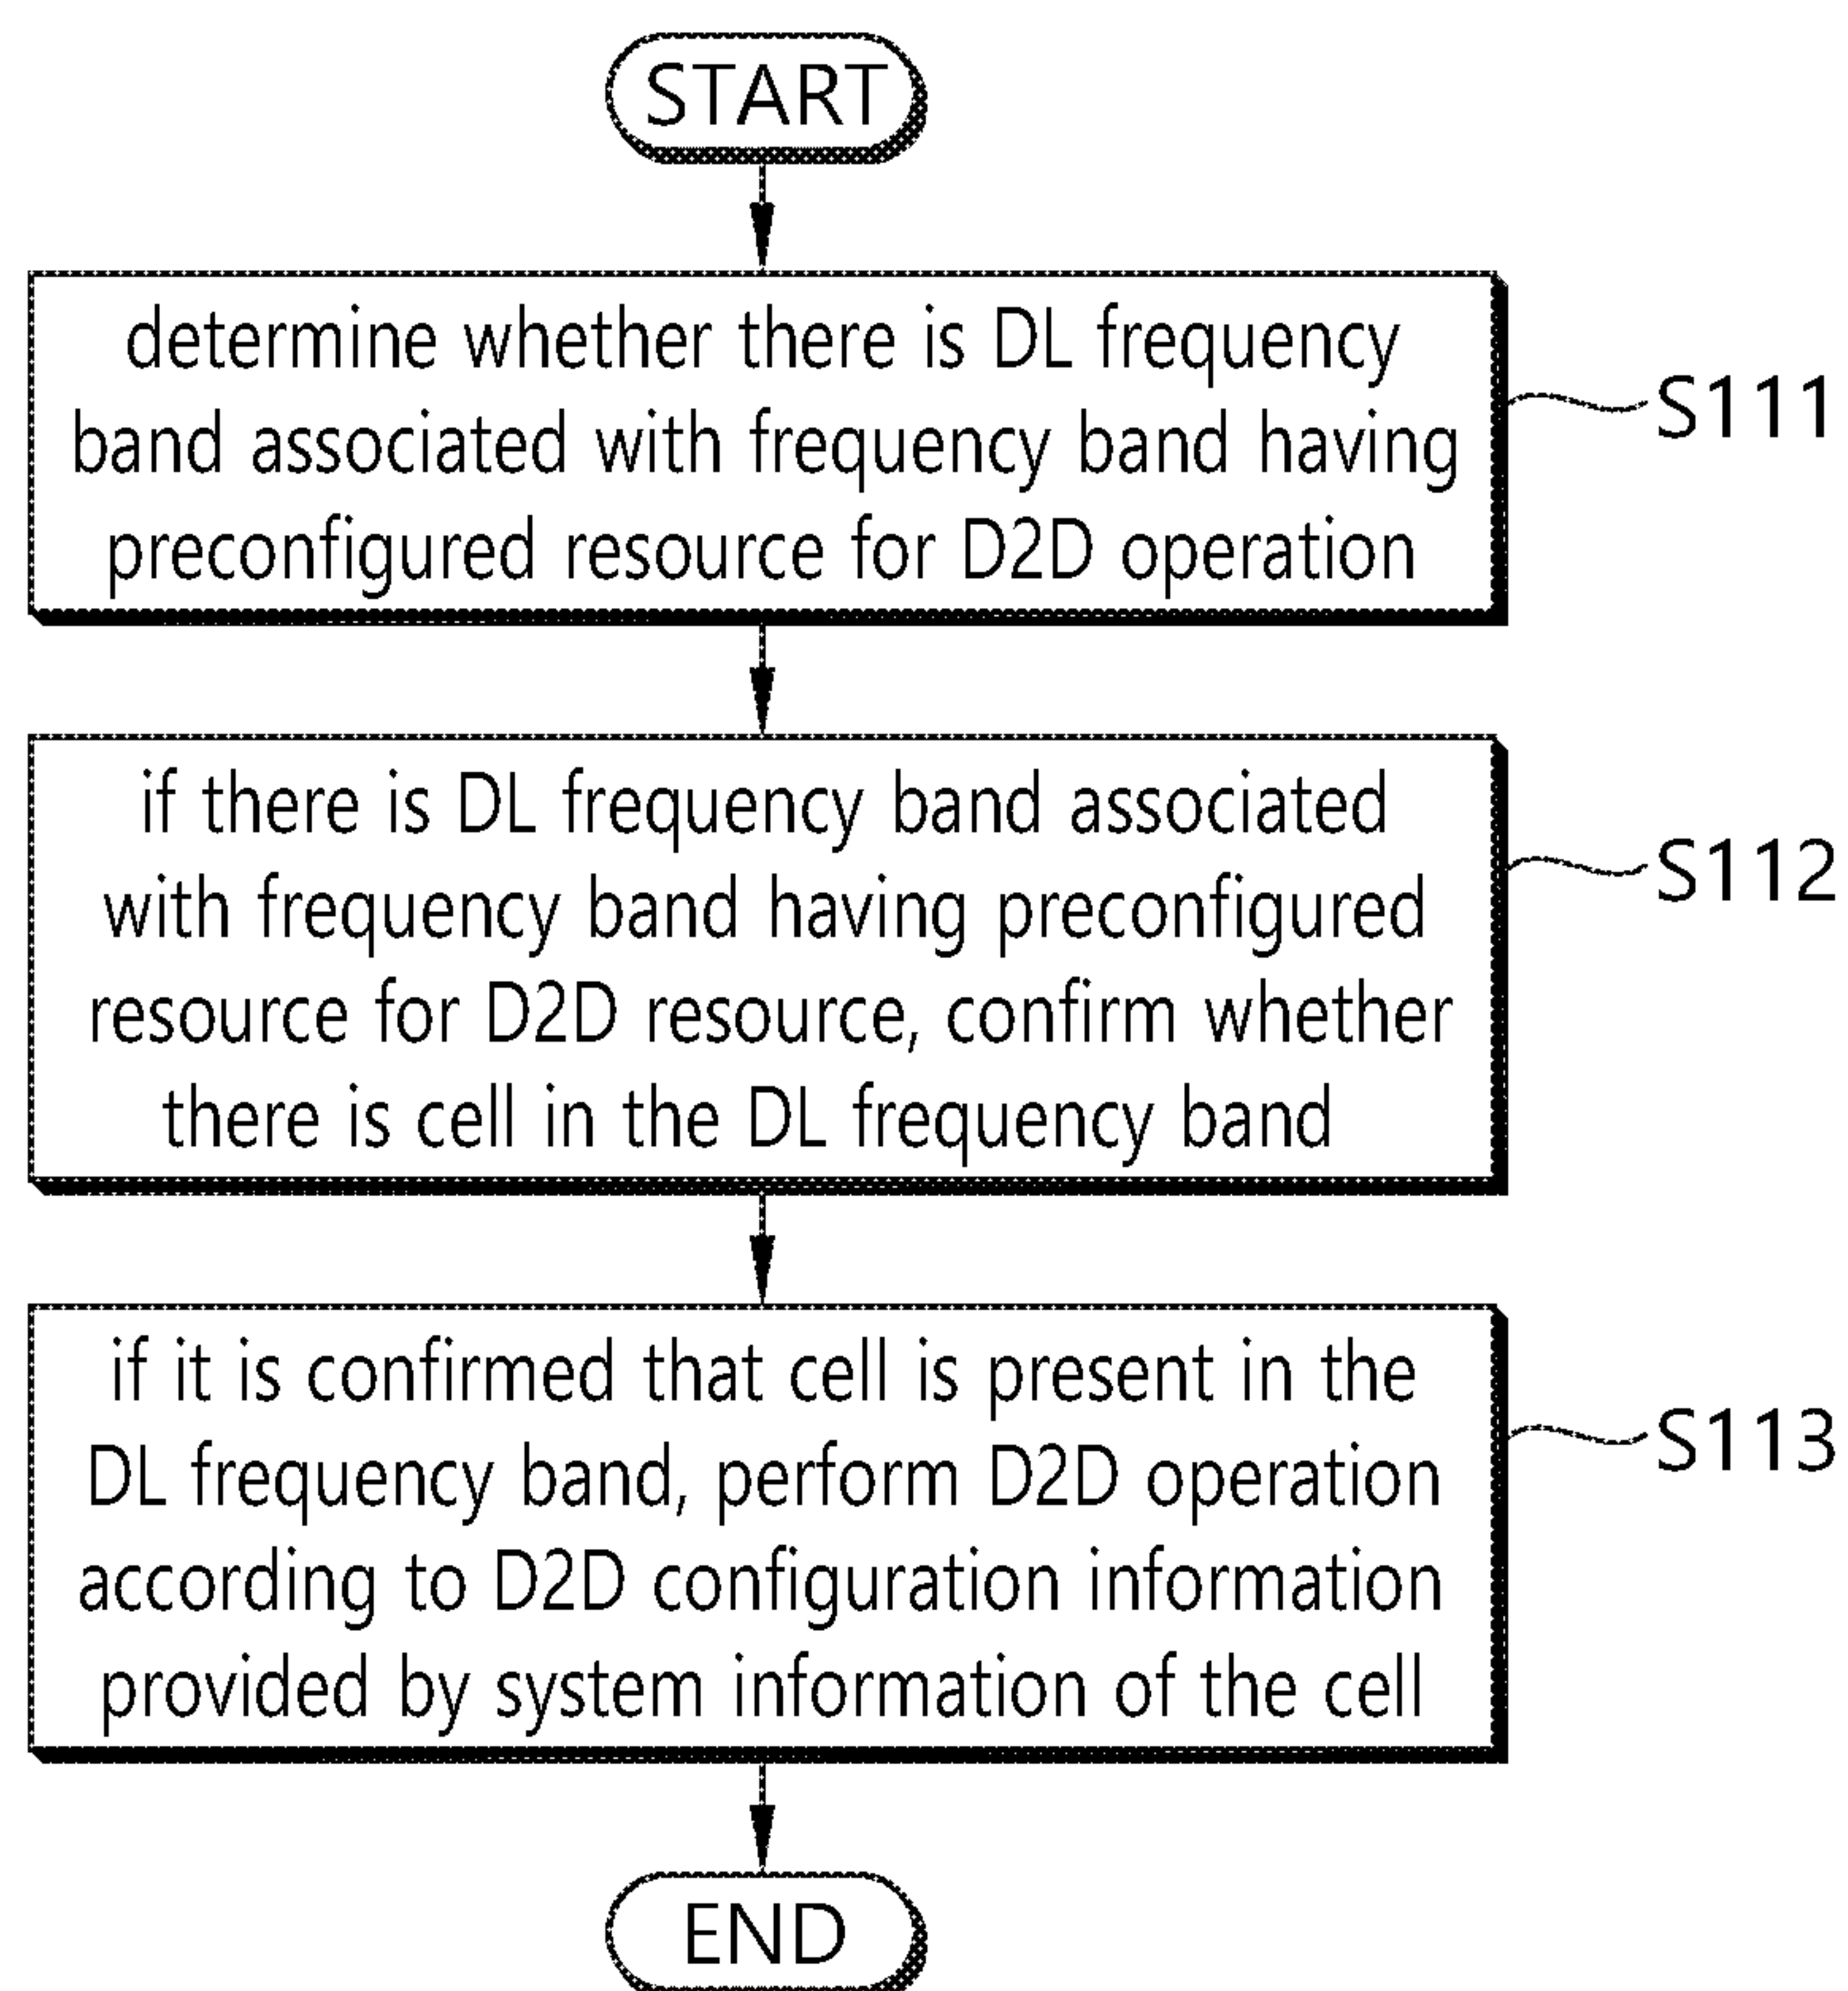 START
determine whether there is DL frequency
band associated with frequency band having
preconfigured resource for D2D operation
S111
if there is DL frequency band associated
with frequency band having preconfigured
resource for D2D resource, confirm whether
there is cell in the DL frequency band
S112
if it is confirmed that cell is present in the
DL frequency band, perform D2D operation
according to D2D configuration information
provided by system information of the cell
S113
END